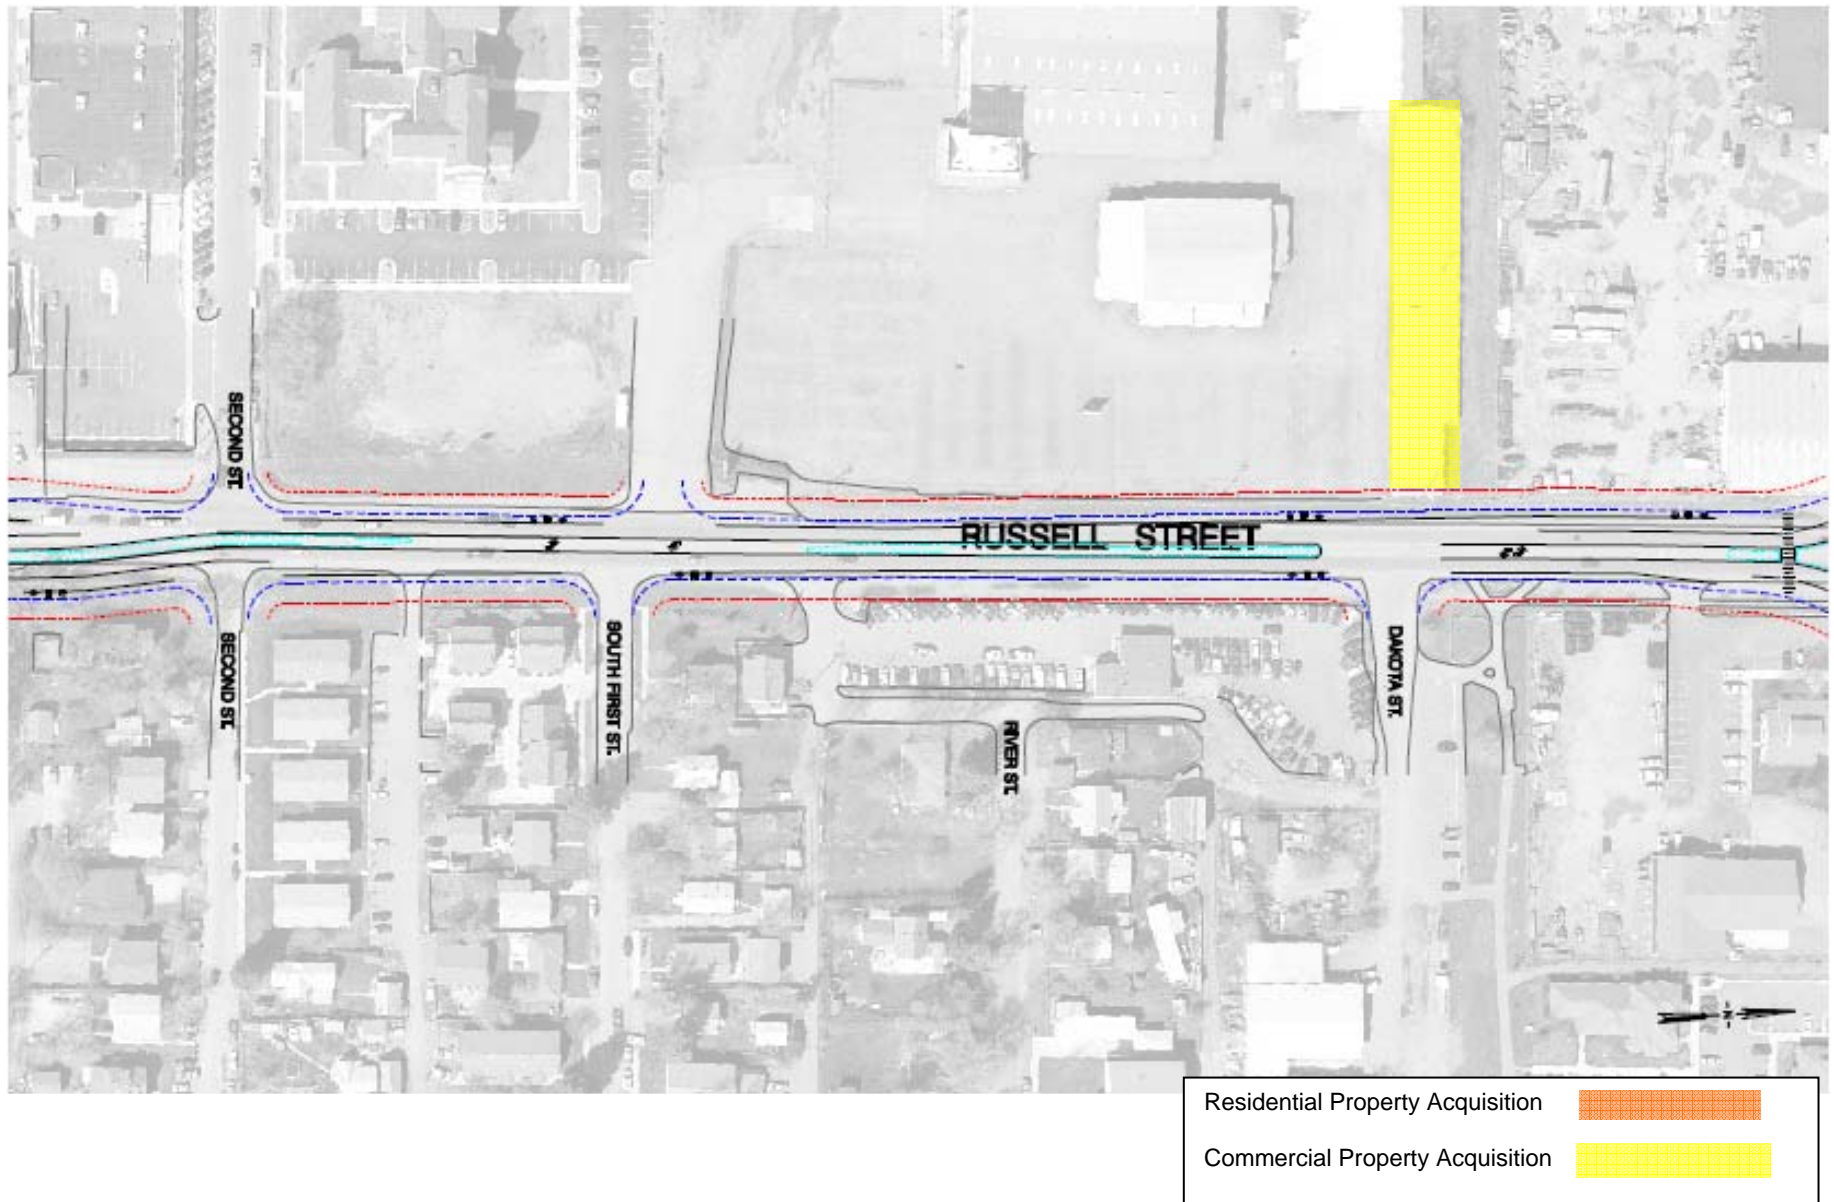 SECOND ST.
RUSSELL STREET
SECOND ST.
SOUTH FIRST ST.
RIVER ST.
DAKOTA ST.
Residential Property Acquisition
Commercial Property Acquisition